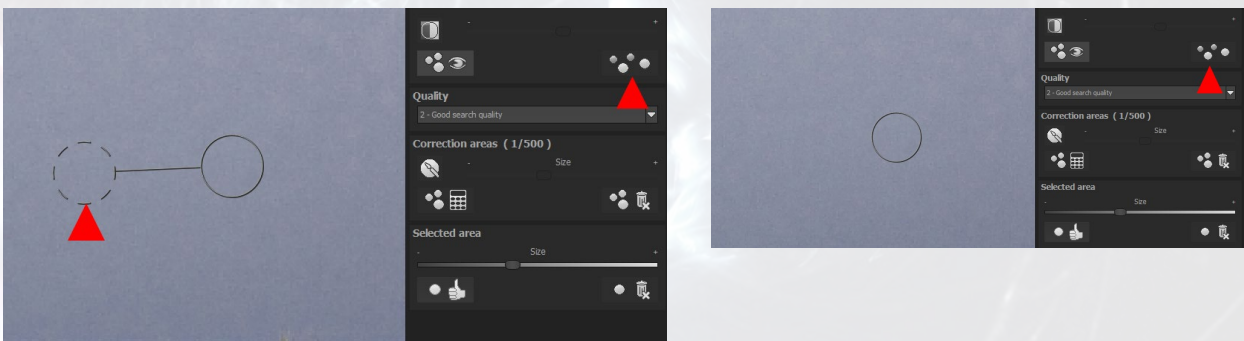 - +
Quality
2 - Good search quality
Correction areas ( 1/500 )
- Size +
Selected area
- Size +
- +
Quality
2 - Good search quality
Correction areas ( 1/500 )
- Size +
Selected area
- Size +